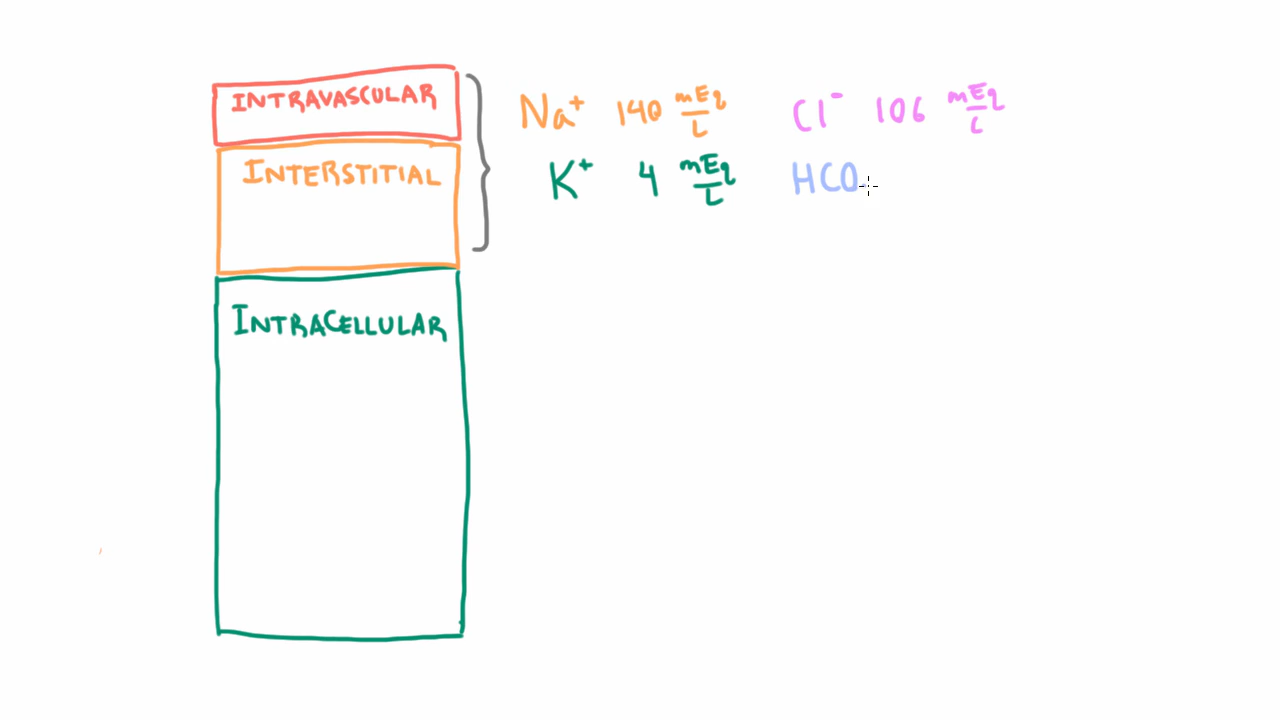 INTRAVASCULAR
INTERSTITIAL
INTRACELLULAR
Na+ 140 mEq/L Cl- 106 mEq/L
K+ 4 mEq/L HCO